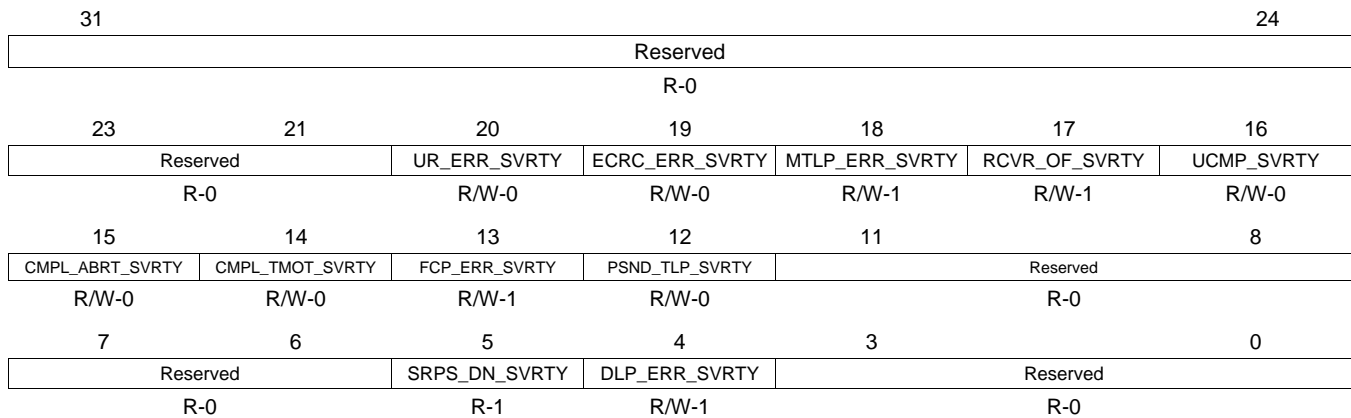 31 24
Reserved
R-0
23 21 20 19 18 17 16
Reserved UR_ERR_SVRTY ECRC_ERR_SVRTY MTLP_ERR_SVRTY RCVR_OF_SVRTY UCMP_SVRTY
R-0 R/W-0 R/W-0 R/W-1 R/W-1 R/W-0
15 14 13 12 11 8
CMPL_ABRT_SVRTY CMPL_TMOT_SVRTY FCP_ERR_SVRTY PSND_TLP_SVRTY Reserved
R/W-0 R/W-0 R/W-1 R/W-0 R-0
7 6 5 4 3 0
Reserved SRPS_DN_SVRTY DLP_ERR_SVRTY Reserved
R-0 R-1 R/W-1 R-0